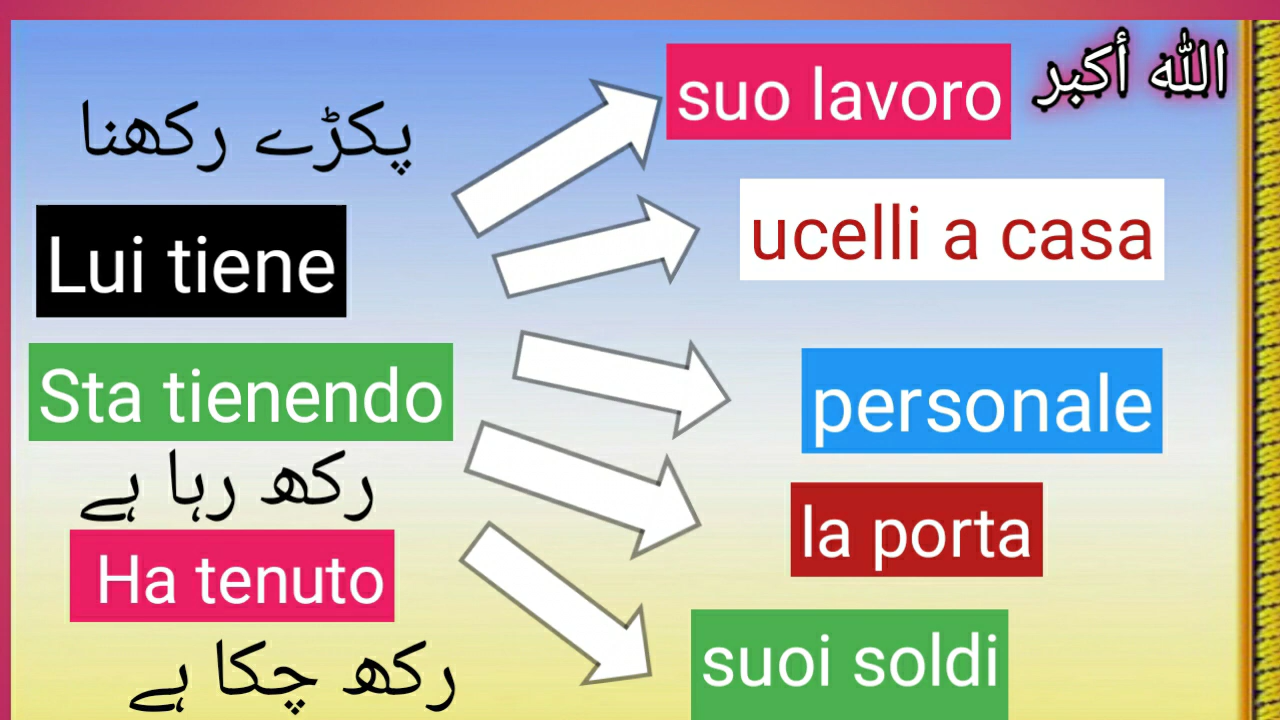 پکڑے رکھنا
Lui tiene
Sta tienendo
رکھ رہا ہے
Ha tenuto
رکھ چکا ہے
الله أكبر
suo lavoro
ucelli a casa
personale
la porta
suoi soldi